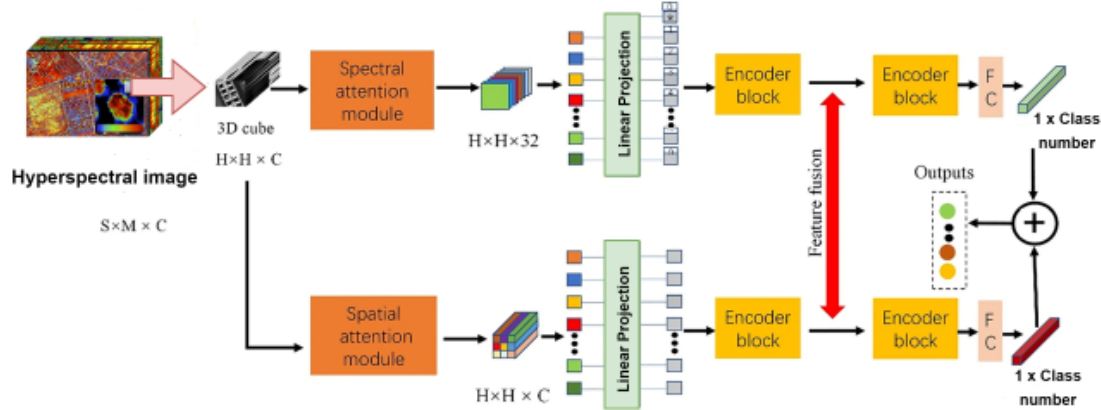 Spectral
attention
module
3D cube
H×H × C
H×H×32
Linear Projection
Encoder
block
Encoder
block
F
C
1 x Class
number
Hyperspectral image
S×M × C
Feature fusion
Outputs
+
Spatial
attention
module
H×H × C
Linear Projection
Encoder
block
Encoder
block
F
C
1 x Class
number